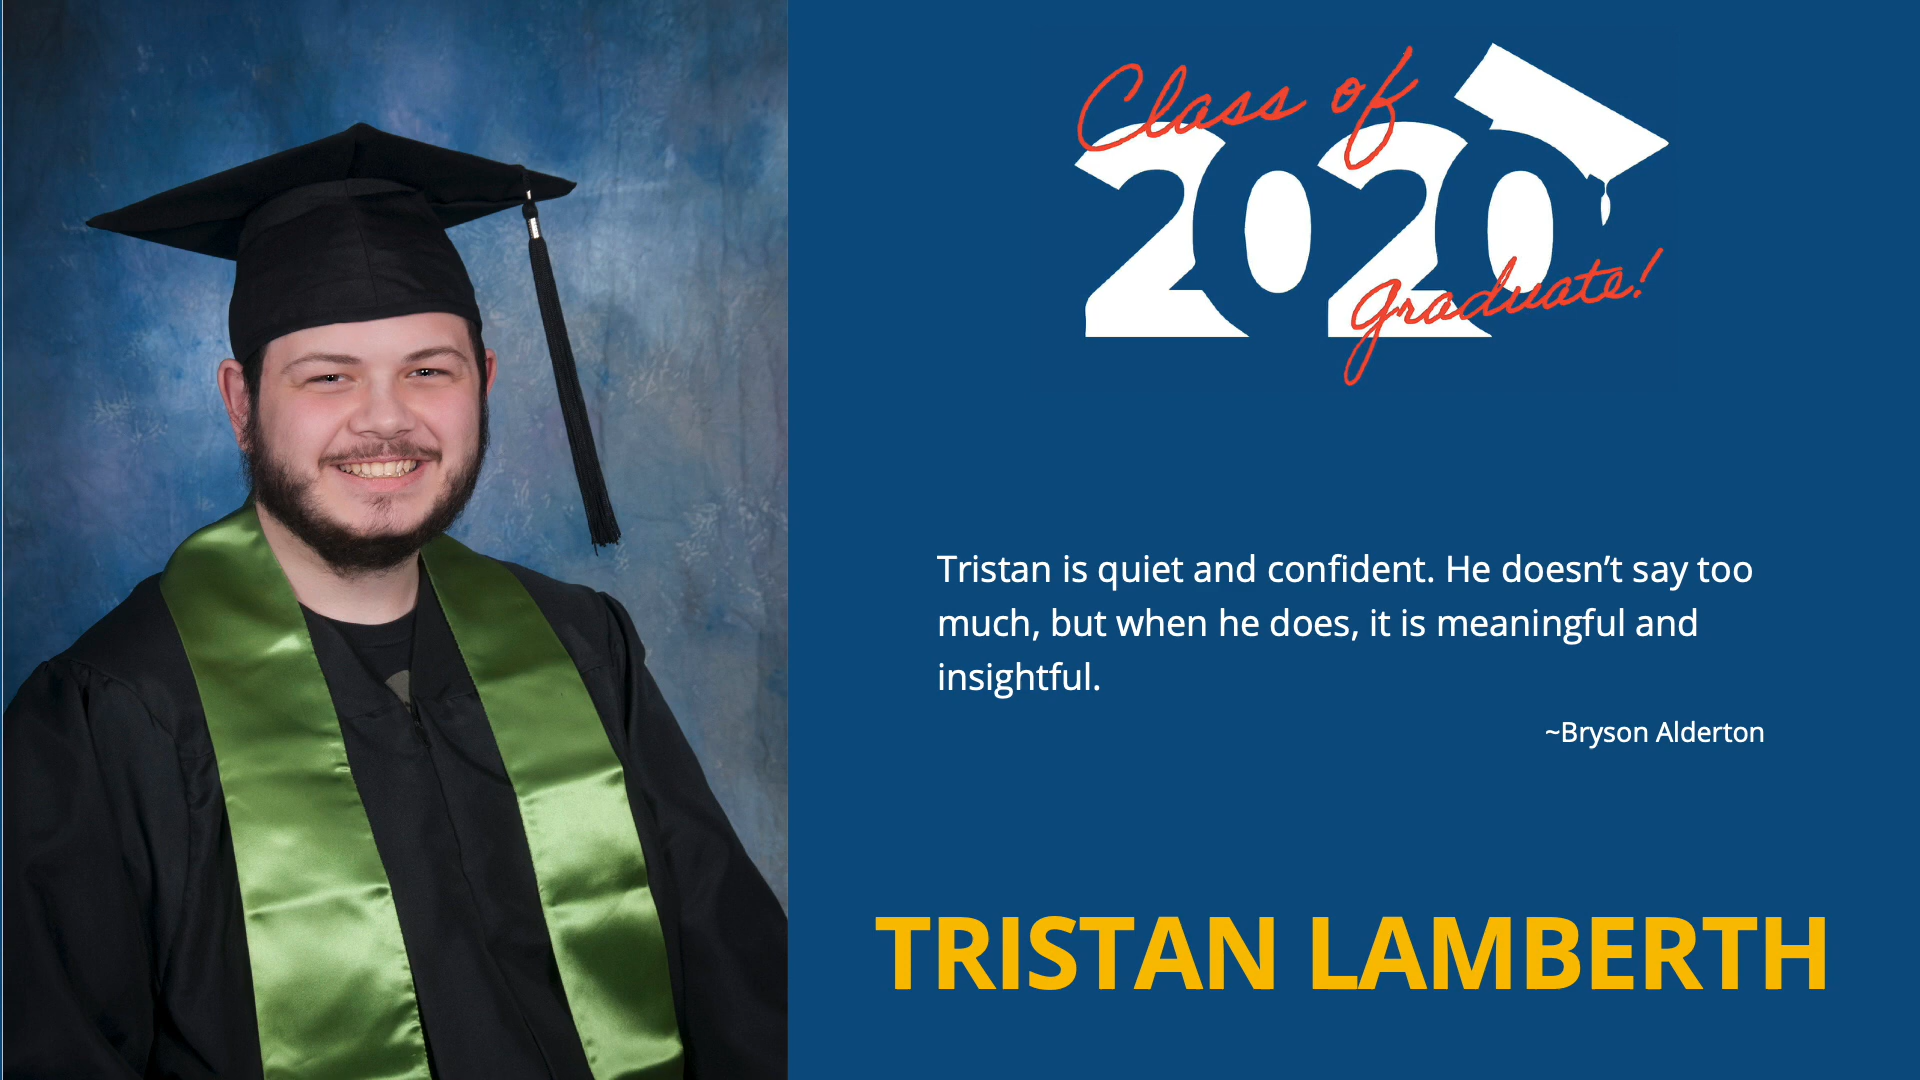 Class of
2020
graduate!
Tristan is quiet and confident. He doesn’t say too
much, but when he does, it is meaningful and
insightful.
~Bryson Alderton
TRISTAN LAMBERTH